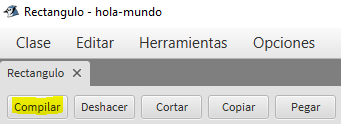 Rectangulo - hola-mundo
Clase Editar Herramientas Opciones
Rectangulo ×
Compilar Deshacer Cortar Copiar Pegar